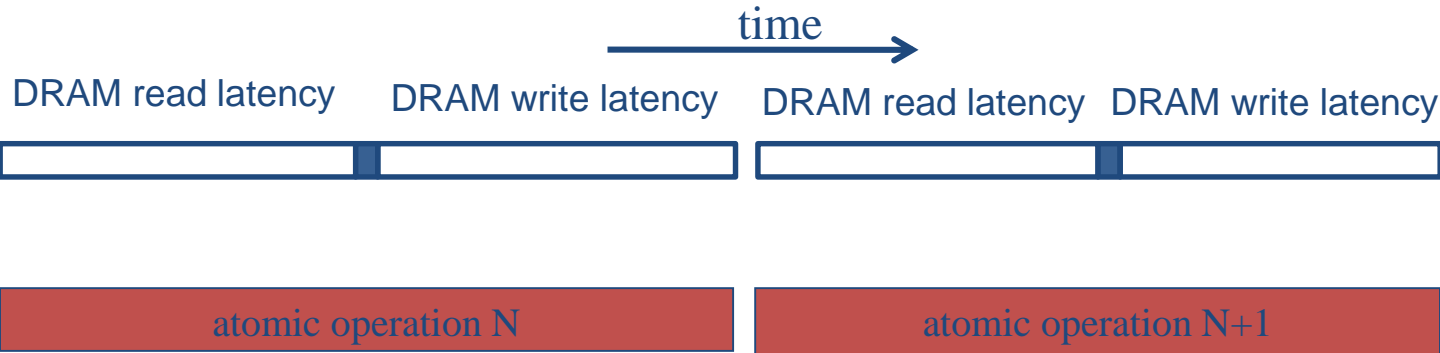 time
DRAM read latency DRAM write latency DRAM read latency DRAM write latency
atomic operation N atomic operation N+1